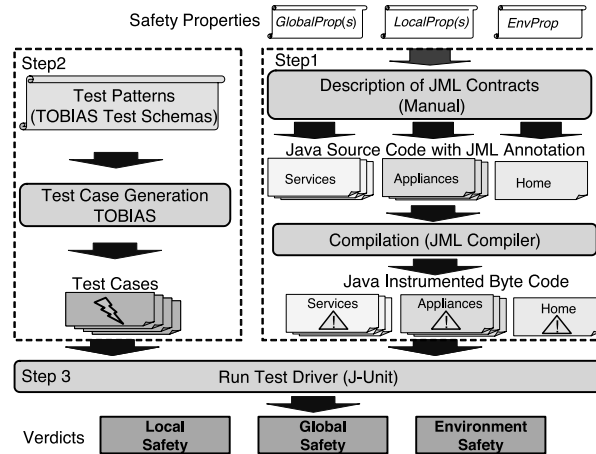 Safety Properties
GlobalProp(s)
LocalProp(s)
EnvProp
Step2
Test Patterns
(TOBIAS Test Schemas)
Test Case Generation
TOBIAS
Test Cases
Step1
Description of JML Contracts
(Manual)
Java Source Code with JML Annotation
Services
Appliances
Home
Compilation (JML Compiler)
Java Instrumented Byte Code
Services
Appliances
Home
Step 3
Run Test Driver (J-Unit)
Verdicts
Local
Safety
Global
Safety
Environment
Safety